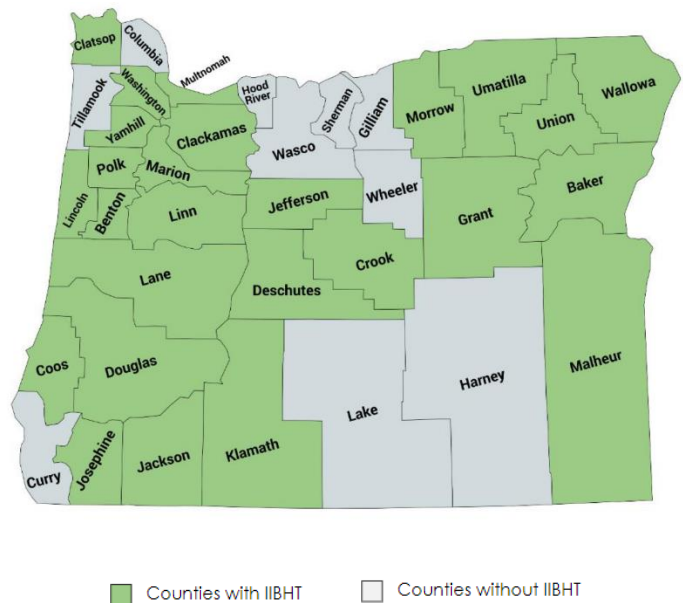 Clatsop
Columbia
Multnomah
Tillamook
Washington
Hood
River
Sherman
Gilliam
Morrow
Umatilla
Wallowa
Union
Yamhill
Clackamas
Wasco
Polk
Marion
Wheeler
Baker
Lincoln
Benton
Linn
Jefferson
Grant
Lane
Crook
Deschutes
Coos
Douglas
Harney
Malheur
Lake
Curry
Josephine
Jackson
Klamath
Counties with IIBHT
Counties without IIBHT